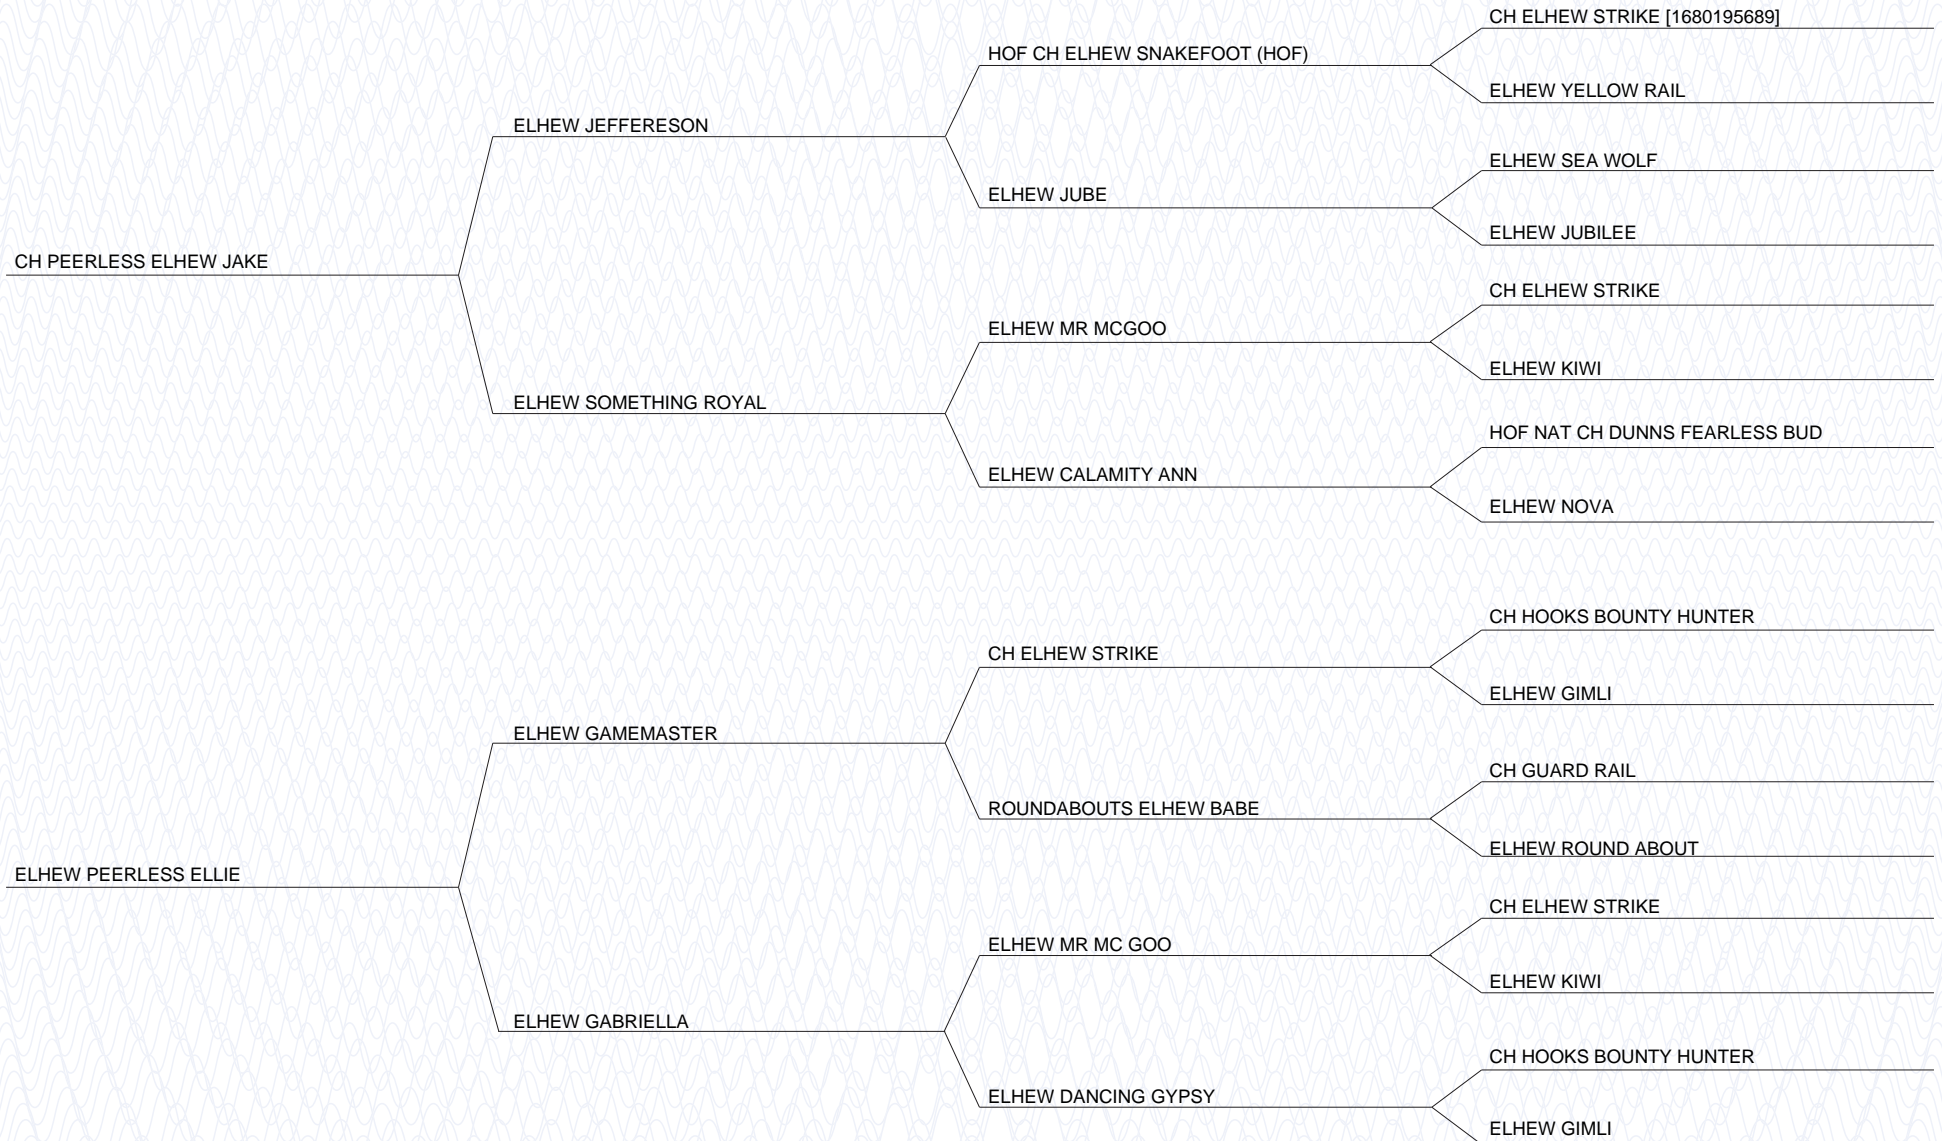 CH ELHEW STRIKE [1680195689]
HOF CH ELHEW SNAKEFOOT (HOF)
ELHEW YELLOW RAIL
ELHEW JEFFERESON
ELHEW SEA WOLF
ELHEW JUBE
ELHEW JUBILEE
CH PEERLESS ELHEW JAKE
CH ELHEW STRIKE
ELHEW MR MCGOO
ELHEW KIWI
ELHEW SOMETHING ROYAL
HOF NAT CH DUNNS FEARLESS BUD
ELHEW CALAMITY ANN
ELHEW NOVA
CH HOOKS BOUNTY HUNTER
CH ELHEW STRIKE
ELHEW GIMLI
ELHEW GAMEMASTER
CH GUARD RAIL
ROUNDABOUTS ELHEW BABE
ELHEW ROUND ABOUT
ELHEW PEERLESS ELLIE
CH ELHEW STRIKE
ELHEW MR MC GOO
ELHEW KIWI
ELHEW GABRIELLA
CH HOOKS BOUNTY HUNTER
ELHEW DANCING GYPSY
ELHEW GIMLI